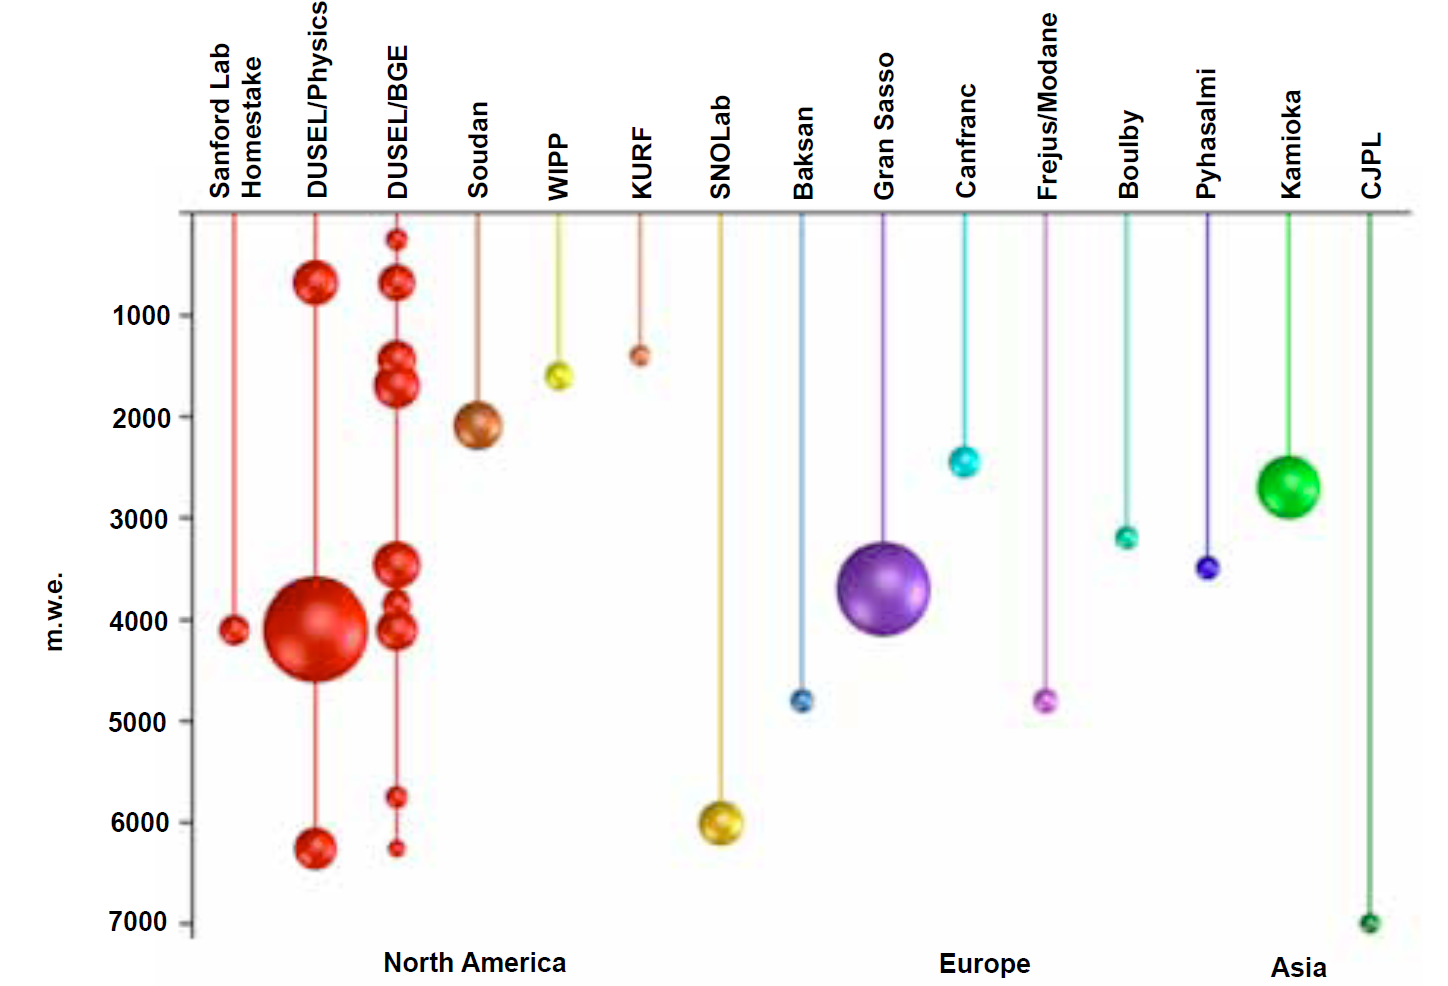 Sanford Lab
Homestake
DUSEL/Physics
DUSEL/BGE
Soudan
WIPP
KURF
SNOLab
Baksan
Gran Sasso
Canfranc
Frejus/Modane
Boulby
Pyhasalmi
Kamioka
CJPL
1000
2000
3000
4000
5000
6000
7000
m.w.e.
North America
Europe
Asia